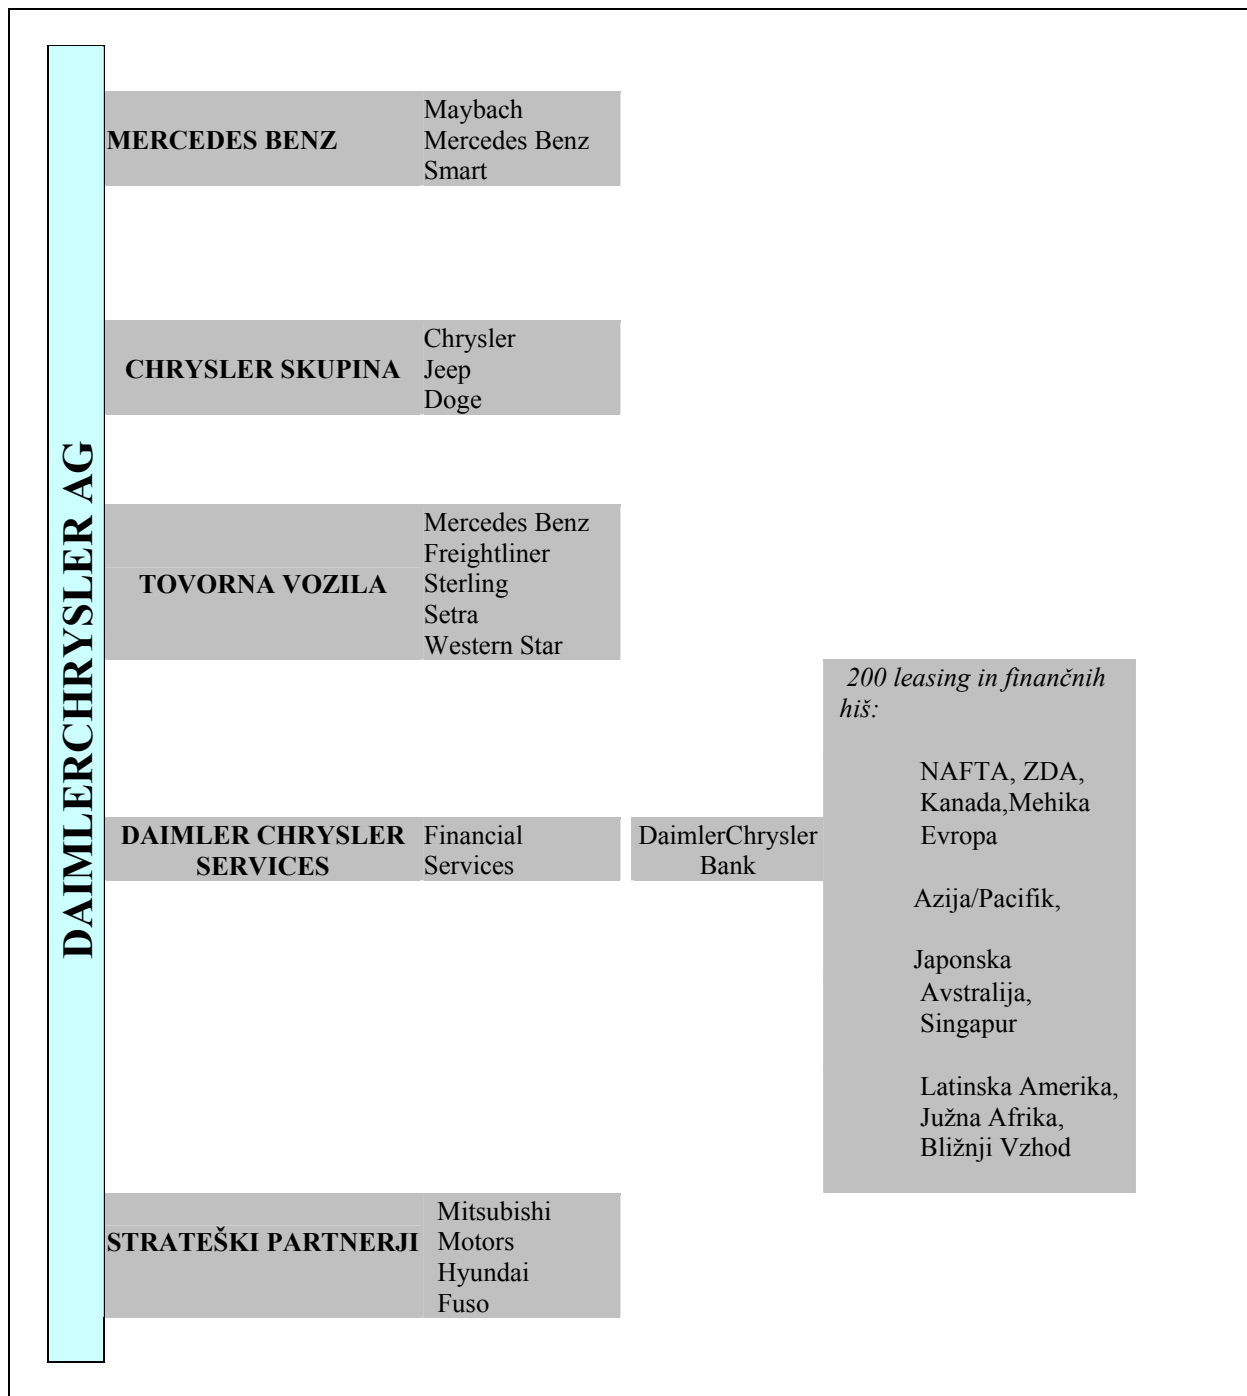 DAIMLERCHRYSLER AG
MERCEDES BENZ
Maybach
Mercedes Benz
Smart
CHRYSLER SKUPINA
Chrysler
Jeep
Doge
TOVORNA VOZILA
Mercedes Benz
Freightliner
Sterling
Setra
Western Star
DAIMLER CHRYSLER
SERVICES
Financial
Services
DaimlerChrysler
Bank
200 leasing in finančnih
hiš:
NAFTA, ZDA,
Kanada,Mehika
Evropa
Azija/Pacifik,
Japonska
Avstralija,
Singapur
Latinska Amerika,
Južna Afrika,
Bližnji Vzhod
STRATEŠKI PARTNERJI
Mitsubishi
Motors
Hyundai
Fuso